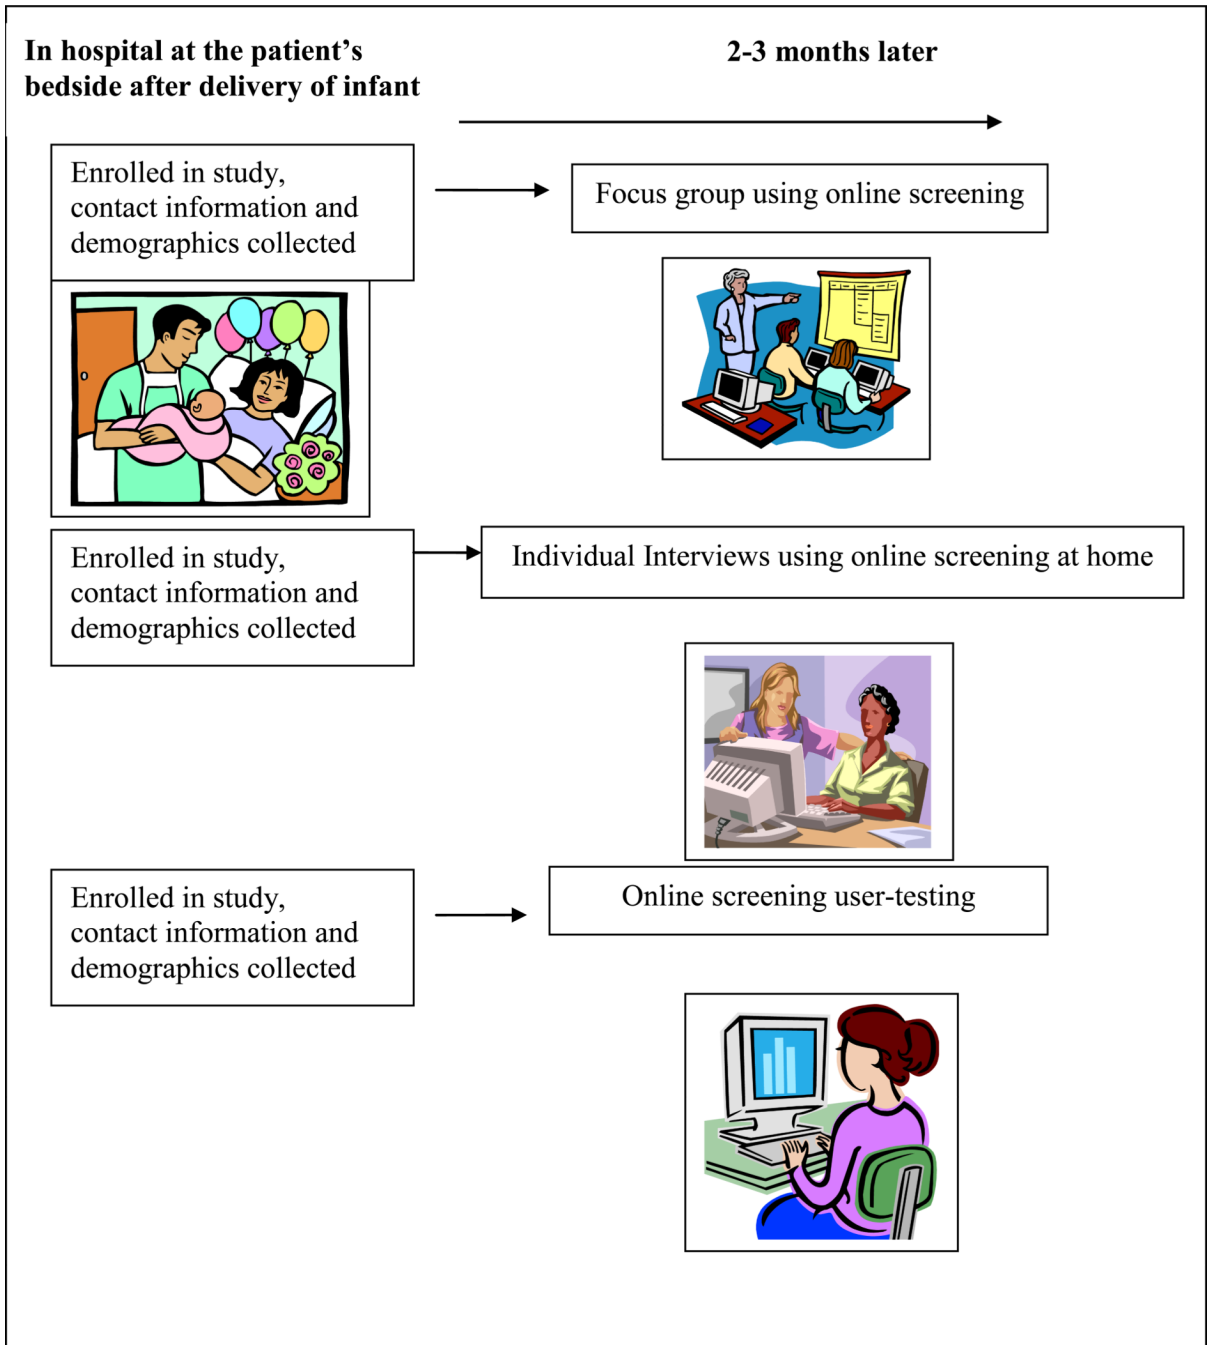 In hospital at the patient’s
bedside after delivery of infant
2-3 months later
Enrolled in study,
contact information and
demographics collected
Focus group using online screening
Enrolled in study,
contact information and
demographics collected
Individual Interviews using online screening at home
Enrolled in study,
contact information and
demographics collected
Online screening user-testing